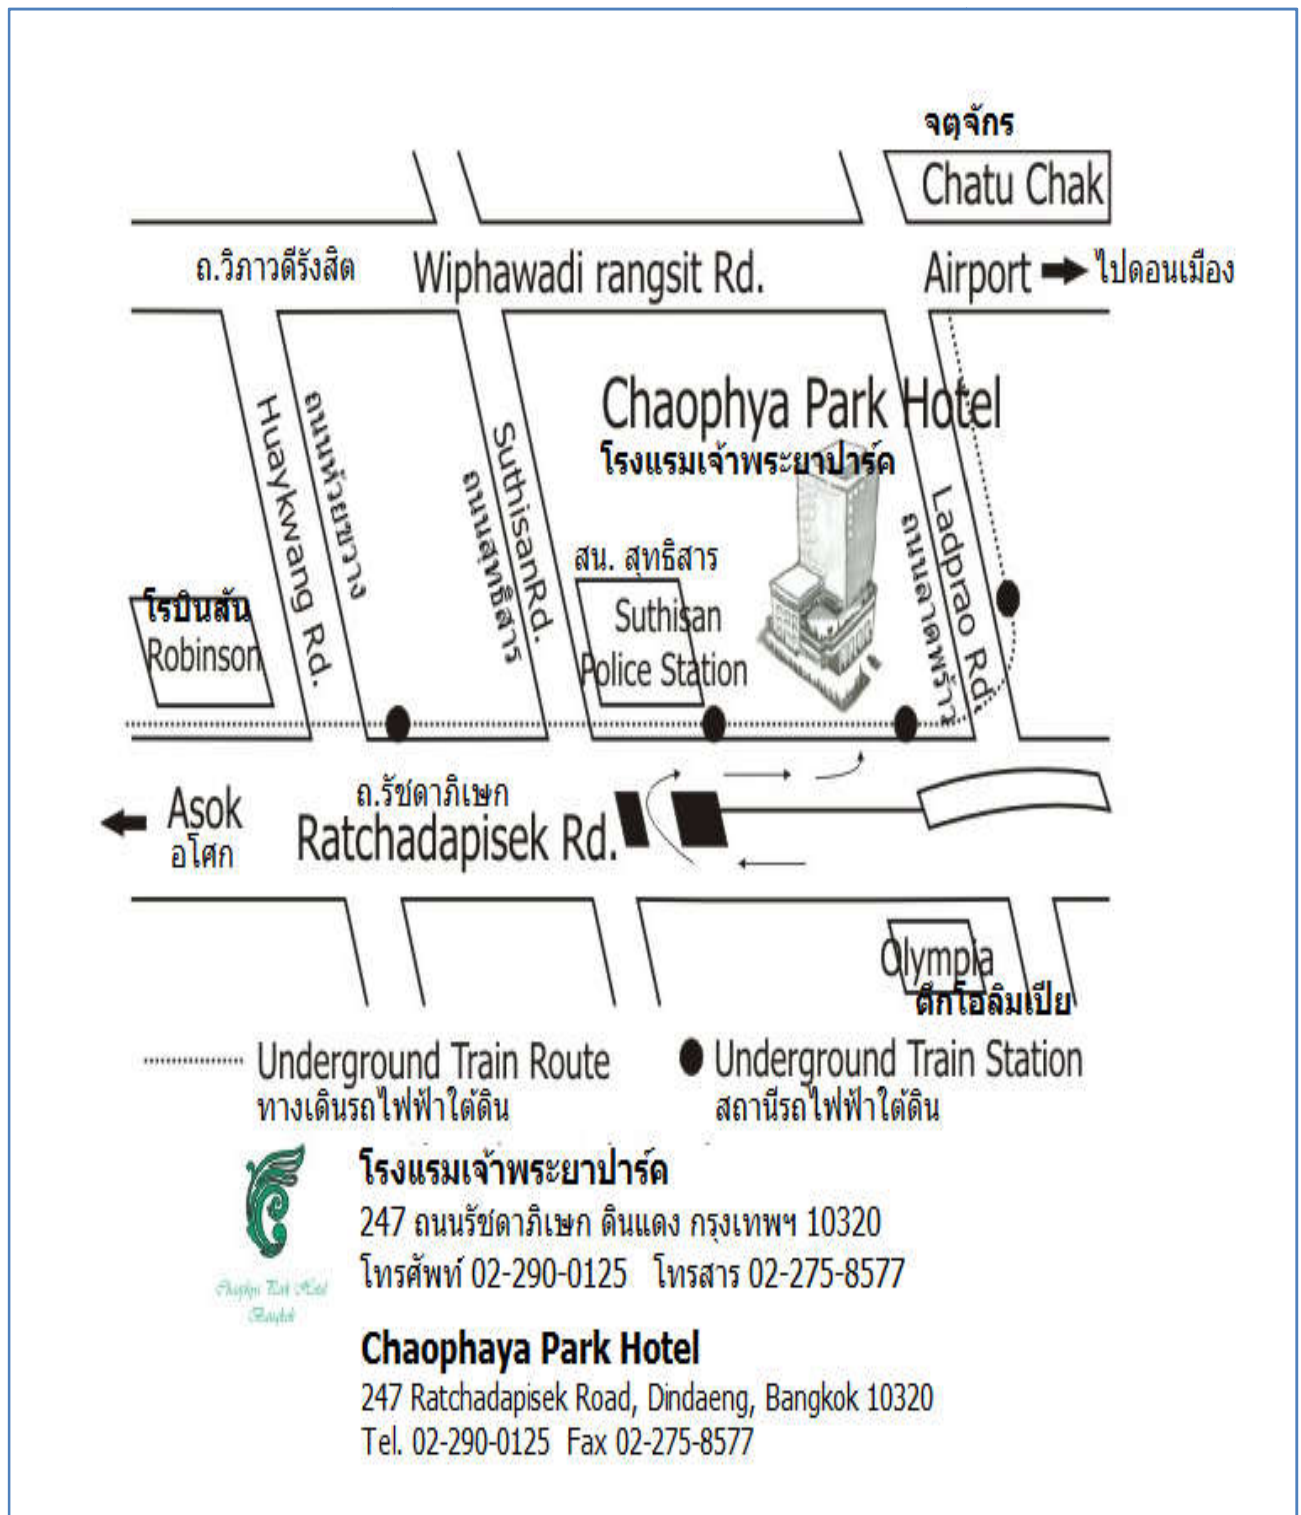 จตุจักร
Chatu Chak
ถ.วิภาวดีรังสิต
Wiphawadi rangsit Rd.
Airport
ไปดอนเมือง
Chaophya Park Hotel
โรงแรมเจ้าพระยาปาร์ค
Huaykwang Rd.
ถนนห้วยขวาง
SuthisanRd.
ถนนสุทธิสาร
Ladprao Rd.
ถนนลาดพร้าว
สน. สุทธิสาร
Suthisan
Police Station
โรบินสัน
Robinson
Asok
อโศก
ถ.รัชดาภิเษก
Ratchadapisek Rd.
Olympia
ตึกโอลิมเปีย
Underground Train Route
ทางเดินรถไฟฟ้าใต้ดิน
Underground Train Station
สถานีรถไฟฟ้าใต้ดิน
Chaophya Park Hotel
Bangkok
โรงแรมเจ้าพระยาปาร์ค
247 ถนนรัชดาภิเษก ดินแดง กรุงเทพฯ 10320
โทรศัพท์ 02-290-0125 โทรสาร 02-275-8577
Chaophaya Park Hotel
247 Ratchadapisek Road, Dindaeng, Bangkok 10320
Tel. 02-290-0125 Fax 02-275-8577